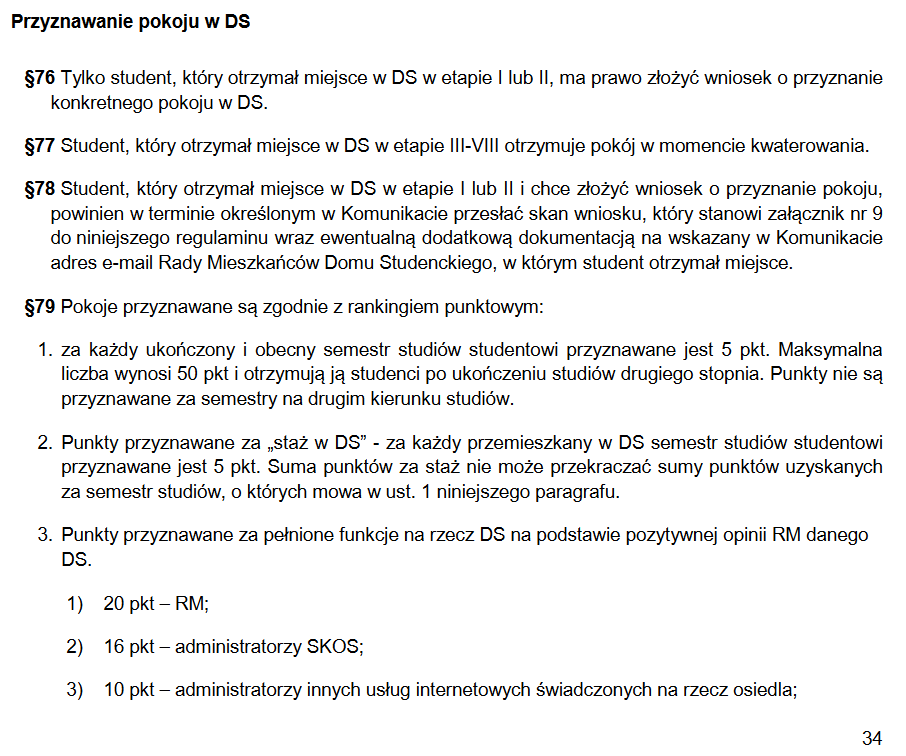 Przyznawanie pokoju w DS
§76 Tylko student, który otrzymał miejsce w DS w etapie I lub II, ma prawo złożyć wniosek o przyznanie
konkretnego pokoju w DS.
§77 Student, który otrzymał miejsce w DS w etapie III-VIII otrzymuje pokój w momencie kwaterowania.
§78 Student, który otrzymał miejsce w DS w etapie I lub II i chce złożyć wniosek o przyznanie pokoju,
powinien w terminie określonym w Komunikacie przesłać skan wniosku, który stanowi załącznik nr 9
do niniejszego regulaminu wraz ewentualną dodatkową dokumentacją na wskazany w Komunikacie
adres e-mail Rady Mieszkańców Domu Studenckiego, w którym student otrzymał miejsce.
§79 Pokoje przyznawane są zgodnie z rankingiem punktowym:
1. za każdy ukończony i obecny semestr studiów studentowi przyznawane jest 5 pkt. Maksymalna
liczba wynosi 50 pkt i otrzymują ją studenci po ukończeniu studiów drugiego stopnia. Punkty nie są
przyznawane za semestry na drugim kierunku studiów.
2. Punkty przyznawane za „staż w DS” - za każdy przemieszkany w DS semestr studiów studentowi
przyznawane jest 5 pkt. Suma punktów za staż nie może przekraczać sumy punktów uzyskanych
za semestr studiów, o których mowa w ust. 1 niniejszego paragrafu.
3. Punkty przyznawane za pełnione funkcje na rzecz DS na podstawie pozytywnej opinii RM danego
DS.
1) 20 pkt – RM;
2) 16 pkt – administratorzy SKOS;
3) 10 pkt – administratorzy innych usług internetowych świadczonych na rzecz osiedla;
34